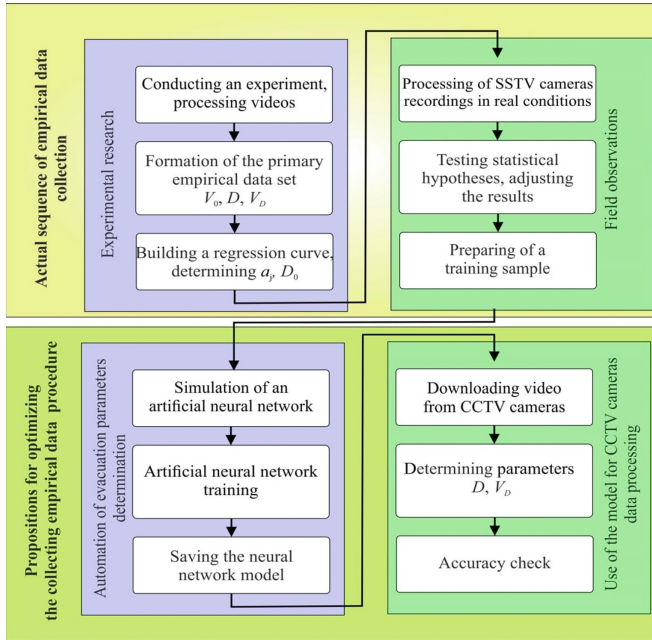 Actual sequence of empirical data
collection
Experimental research
Conducting an experiment,
processing videos
Formation of the primary
empirical data set
V₀, D, V_D
Building a regression curve,
determining a_j, D₀
Processing of SSTV cameras
recordings in real conditions
Testing statistical
hypotheses, adjusting
the results
Preparing of a
training sample
Field observations
Propositions for optimizing
the collecting empirical data procedure
Automation of evacuation parameters
determination
Simulation of an
artificial neural network
Artificial neural network
training
Saving the neural
network model
Downloading video
from CCTV cameras
Determining parameters
D, V_D
Accuracy check
Use of the model for CCTV cameras
data processing